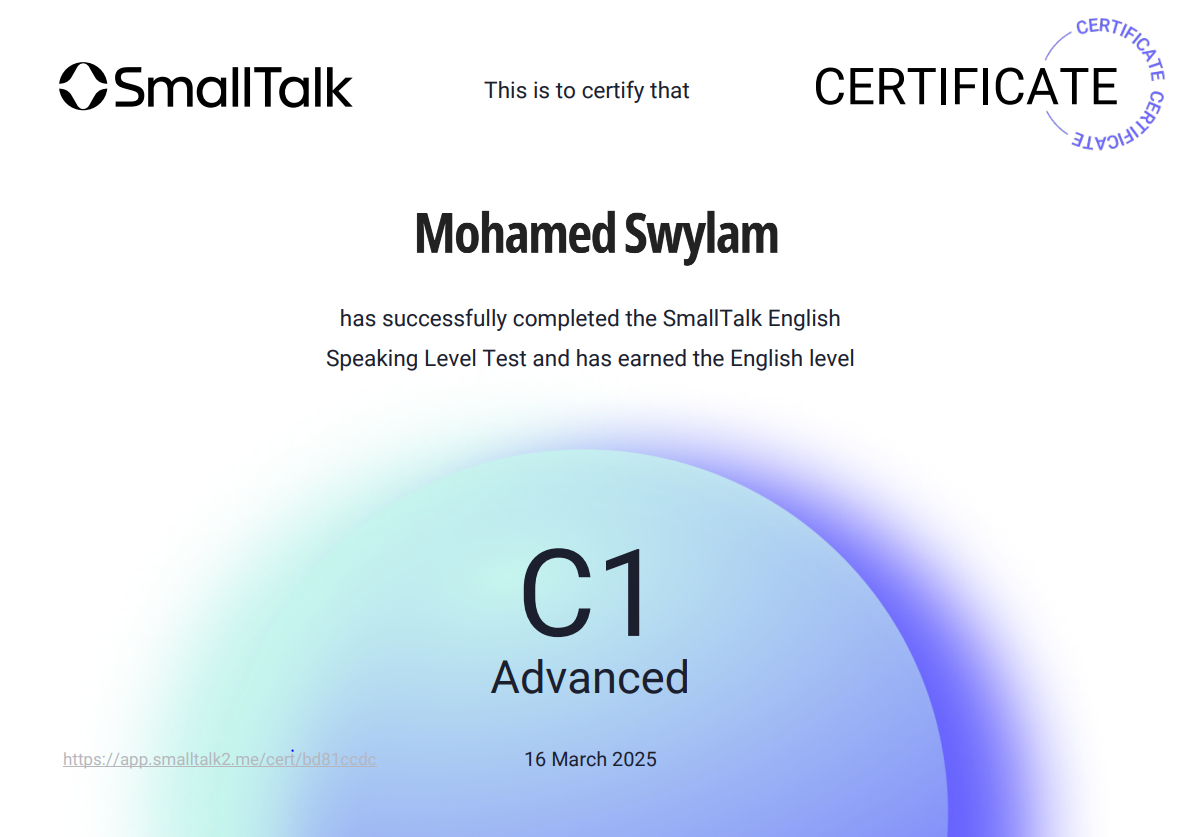 SmallTalk
This is to certify that
CERTIFICATE
CERTIFICATE CERTIFICATE
Mohamed Swylam
has successfully completed the SmallTalk English
Speaking Level Test and has earned the English level
C1
Advanced
https://app.smalltalk2.me/cert/bd81ccdc
16 March 2025